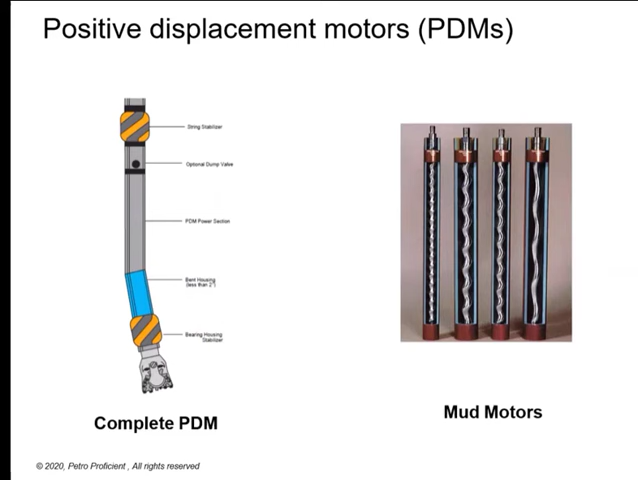 Positive displacement motors (PDMs)
String Stabilizer
Optional Dump Valve
PDM Power Section
Bent Housing
(less than 2°)
Bearing Housing
Stabilizer
Complete PDM
Mud Motors
© 2020, Petro Proficient , All rights reserved